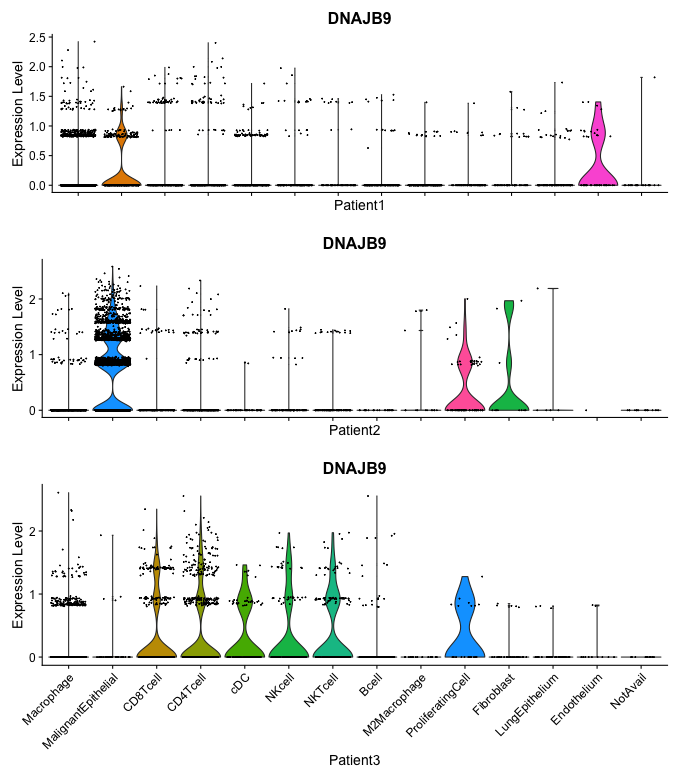 DNAJB9
Expression Level
2.5
2.0
1.5
1.0
0.5
0.0
Patient1
DNAJB9
Expression Level
2
1
0
Patient2
DNAJB9
Expression Level
2
1
0
Macrophage
MalignantEpithelial
CD8Tcell
CD4Tcell
cDC
NKcell
NKTcell
Bcell
M2Macrophage
ProliferatingCell
Fibroblast
LungEpithelium
Endothelium
NotAvail
Patient3